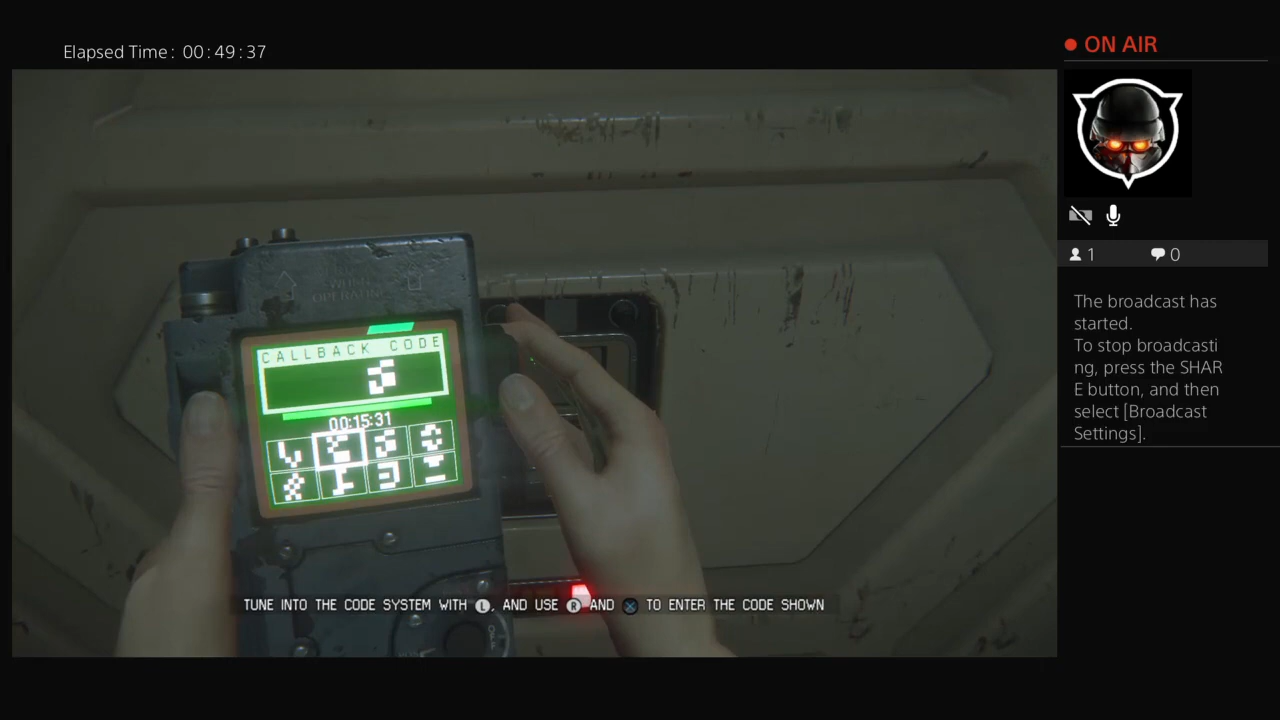 Elapsed Time: 00:49:37
ON AIR
1
0
The broadcast has
started.
To stop broadcasti
ng, press the SHAR
E button, and then
select [Broadcast
Settings].
OPERATING
CALLBACK CODE
00:15:31
TUNE INTO THE CODE SYSTEM WITH L, AND USE R AND X TO ENTER THE CODE SHOWN